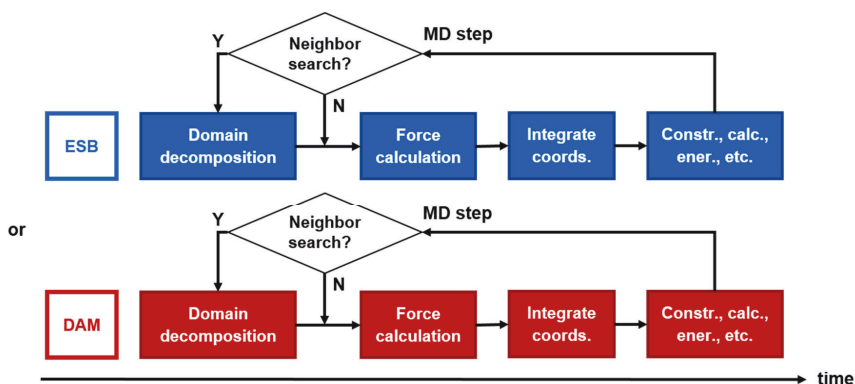 Y
Neighbor
search?
MD step
N
ESB
Domain
decomposition
Force
calculation
Integrate
coords.
Constr., calc.,
ener., etc.
or
Y
Neighbor
search?
MD step
N
DAM
Domain
decomposition
Force
calculation
Integrate
coords.
Constr., calc.,
ener., etc.
time